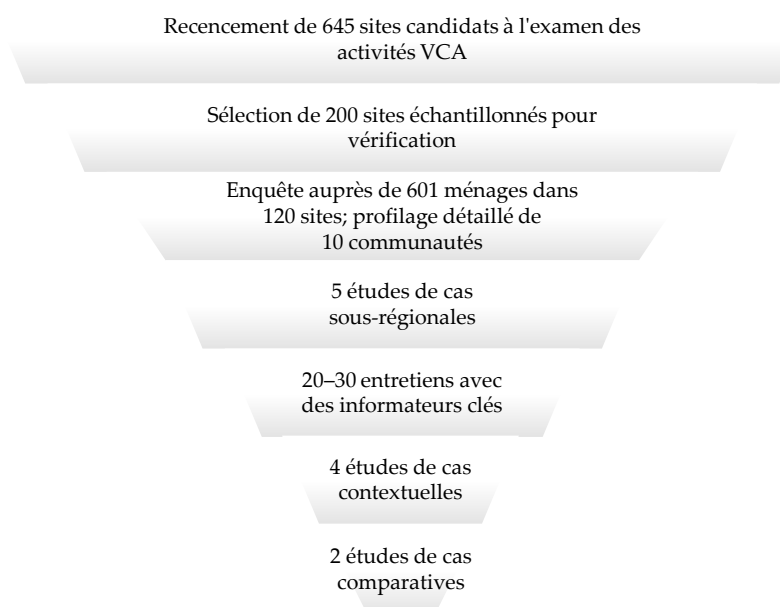 Recencement de 645 sites candidats à l'examen des
activités VCA
Sélection de 200 sites échantillonnés pour
vérification
Enquête auprès de 601 ménages dans
120 sites; profilage détaillé de
10 communautés
5 études de cas
sous-régionales
20–30 entretiens avec
des informateurs clés
4 études de cas
contextuelles
2 études de cas
comparatives